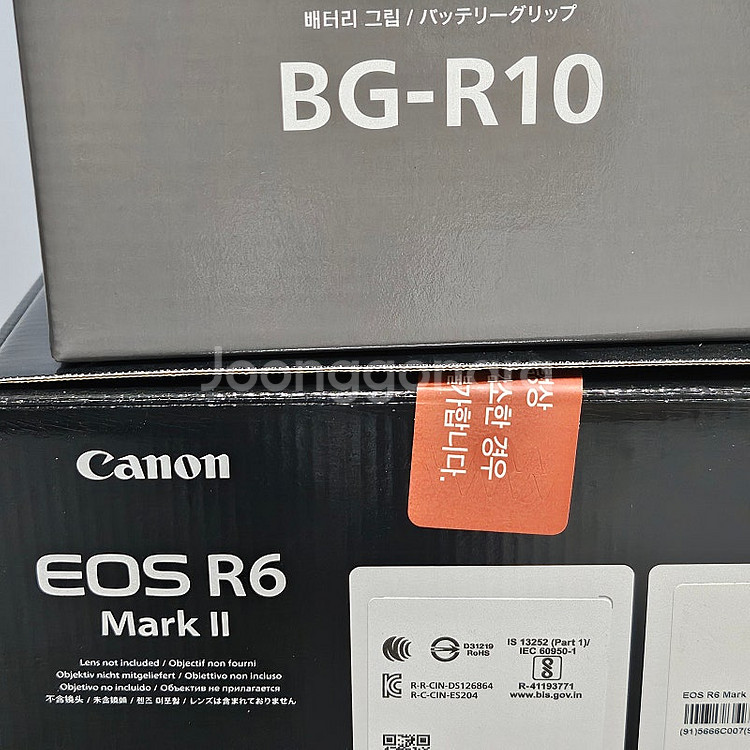 배터리 그립 / バッテリーグリップ
BG-R10
Joonggonara
소한 경우
가합니다.
Canon
EOS R6
Mark II
Lens not included / Objectif non fourni
Objektiv nicht mitgeliefert / Obiettivo non incluso
Objetivo no incluido / Объектив не прилагается
不含镜头 / 未含鏡頭 / 렌즈 미포함 / レンズは含まれておりません
D31219
RoHS
IS 13252 (Part 1)/
IEC 60950-1
R-R-CIN-DS126864
R-C-CIN-ES204
R-41193771
www.bis.gov.in
EOS R6 Mark
(91)5666C007(9